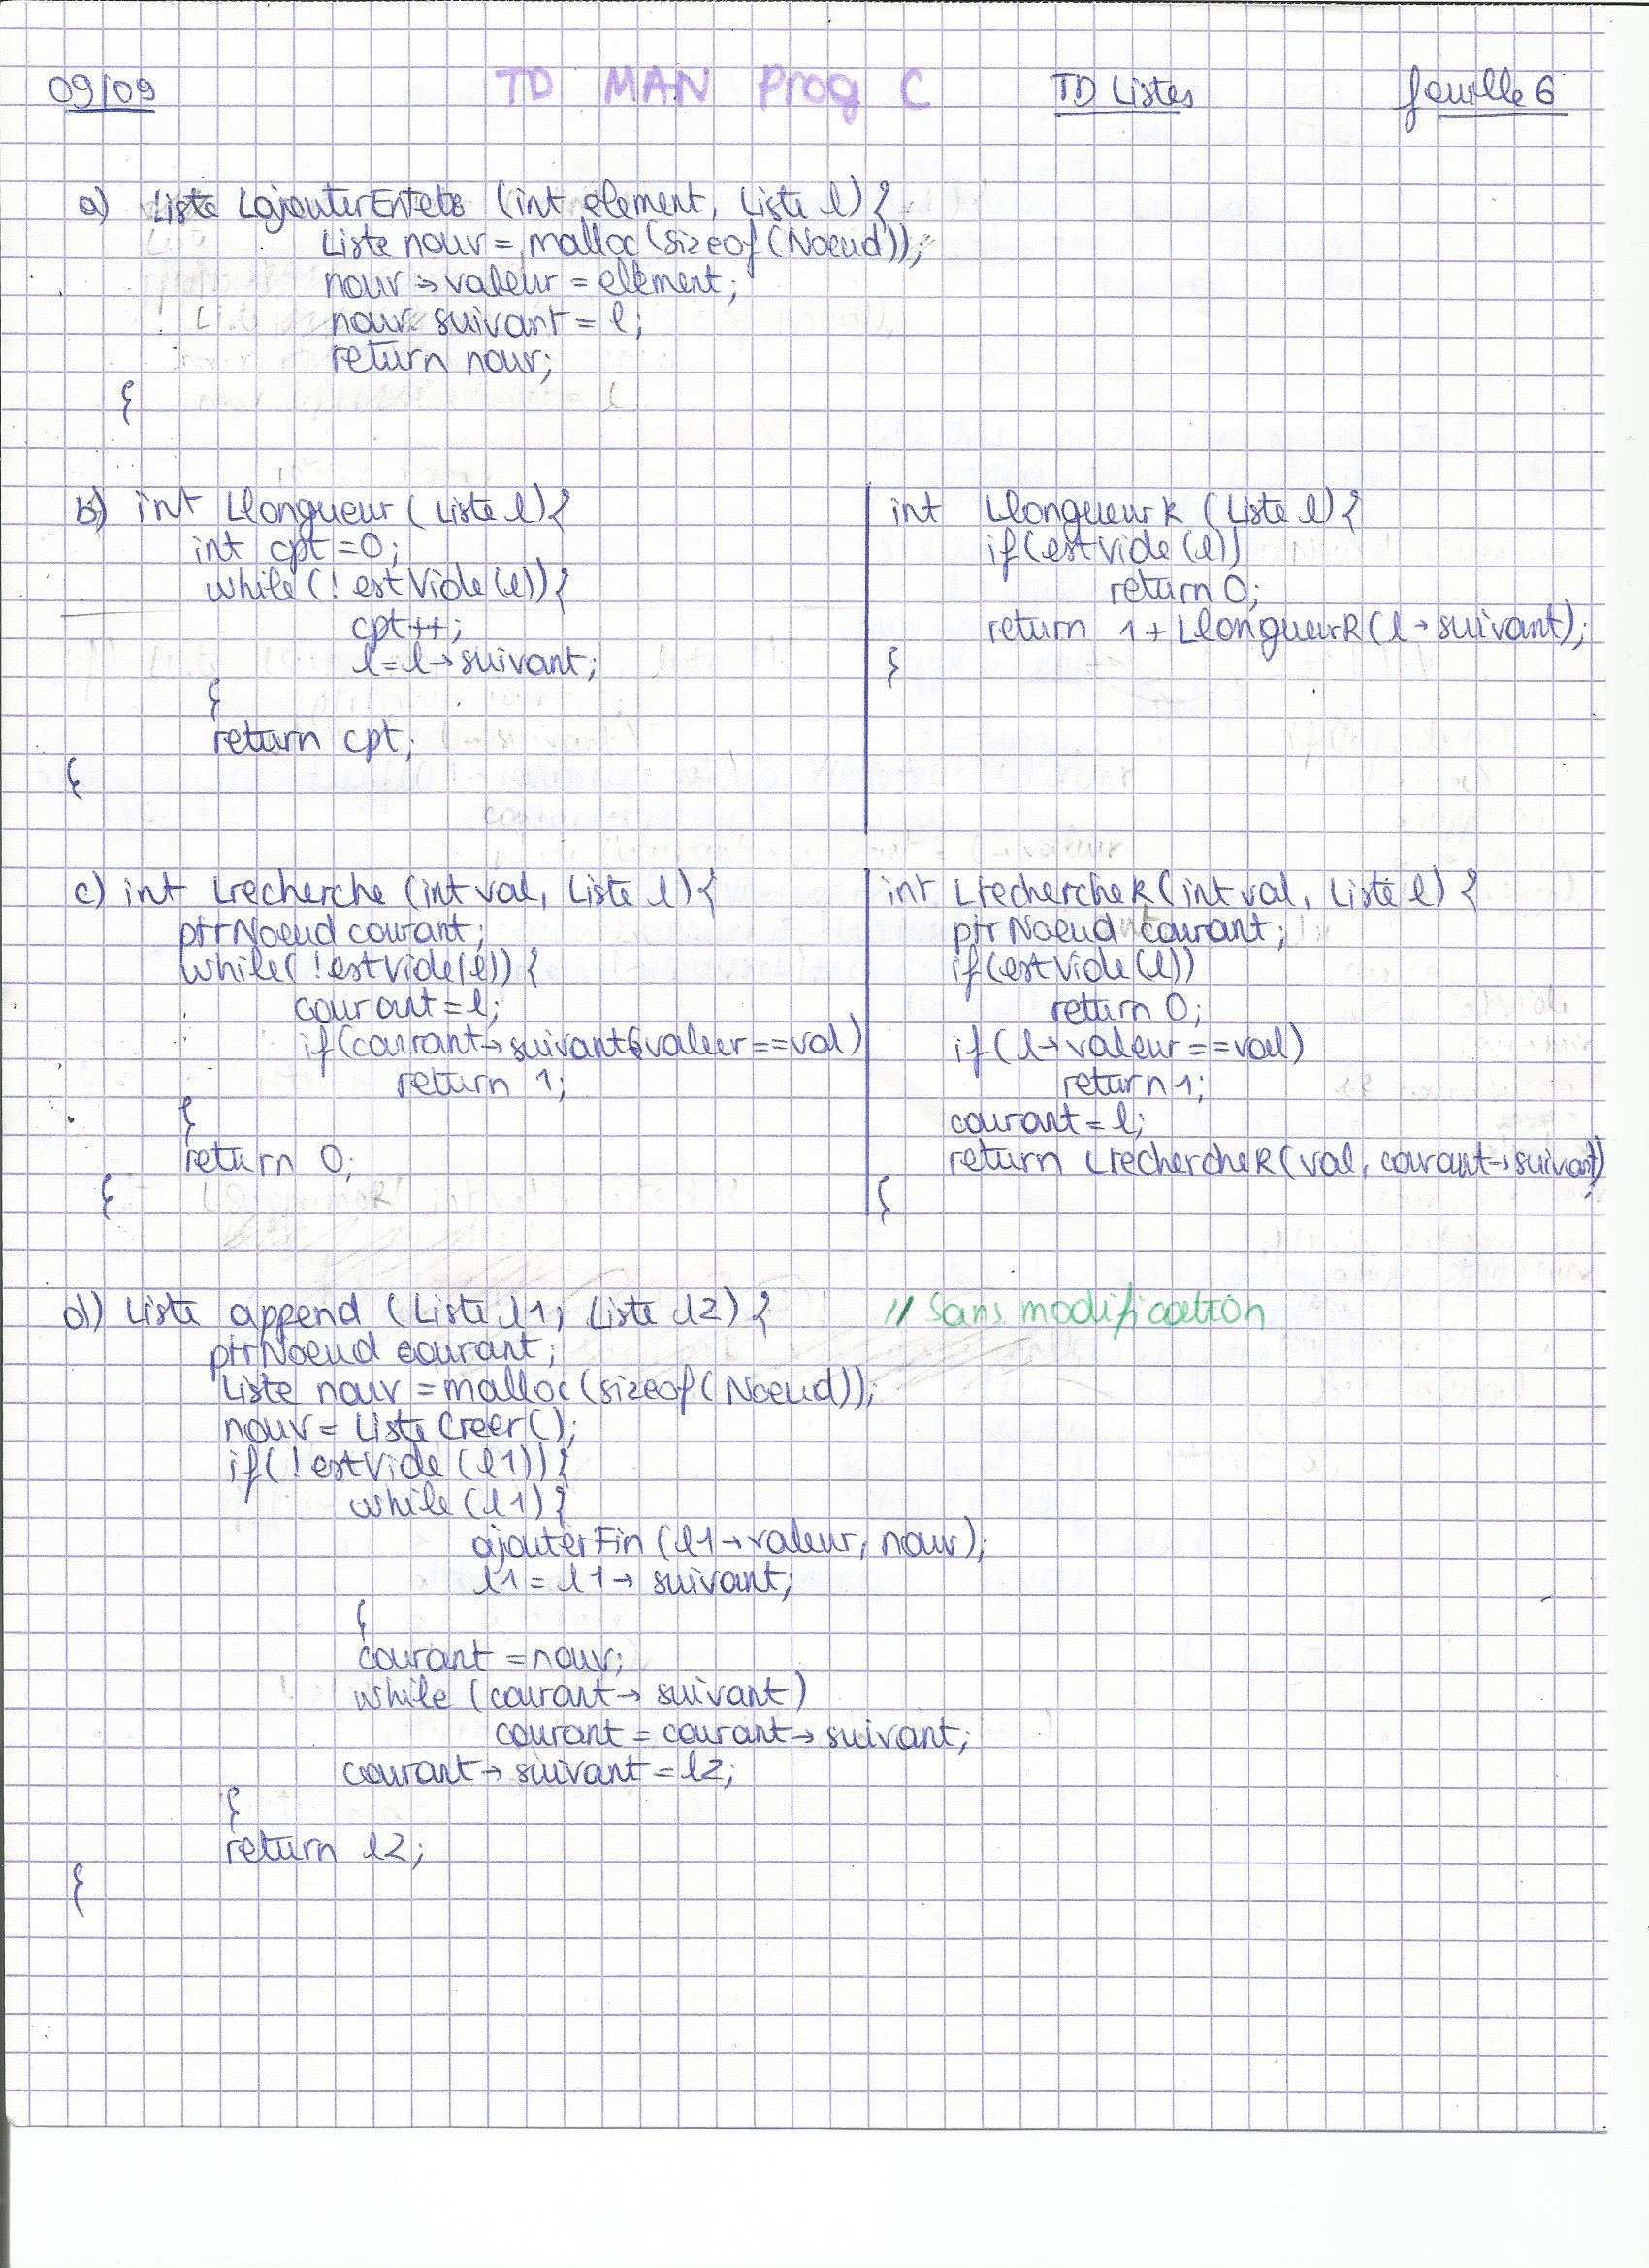 09/09 TD MAN Prog C TD Listes feuille 6
a) Liste LajouterEntete (int element, Liste l) {
Liste nouv = malloc(sizeof(Noeud));
nouv->valeur = element;
nouv. suivant = l;
return nouv;
}
b) int Llongueur (Liste l) {
int cpt = 0;
while(! estVide(l)) {
cpt++;
l = l->suivant;
}
return cpt;
}
int LlongueurR (Liste l) {
if(estVide(l))
return 0;
return 1 + LlongueurR(l->suivant);
}
c) int Lrecherche (int val, Liste l) {
ptrNoeud courant;
while( !estVide(l)) {
courant = l;
if(courant->suivant valeur == val)
return 1;
}
return 0;
}
int LrechercheR(int val, Liste l) {
ptrNoeud courant;
if(estVide(l))
return 0;
if(l->valeur == val)
return 1;
courant = l;
return LrechercheR(val, courant->suivant);
}
d) Liste append (Liste l1, Liste l2) { // Sans modification
ptrNoeud courant;
Liste nouv = malloc(sizeof(Noeud));
nouv = ListeCreer();
if(! estVide (l1)) {
while(l1) {
ajouterFin (l1->valeur, nouv);
l1 = l1-> suivant;
}
courant = nouv;
while (courant-> suivant)
courant = courant-> suivant;
courant-> suivant = l2;
}
return l2;
}